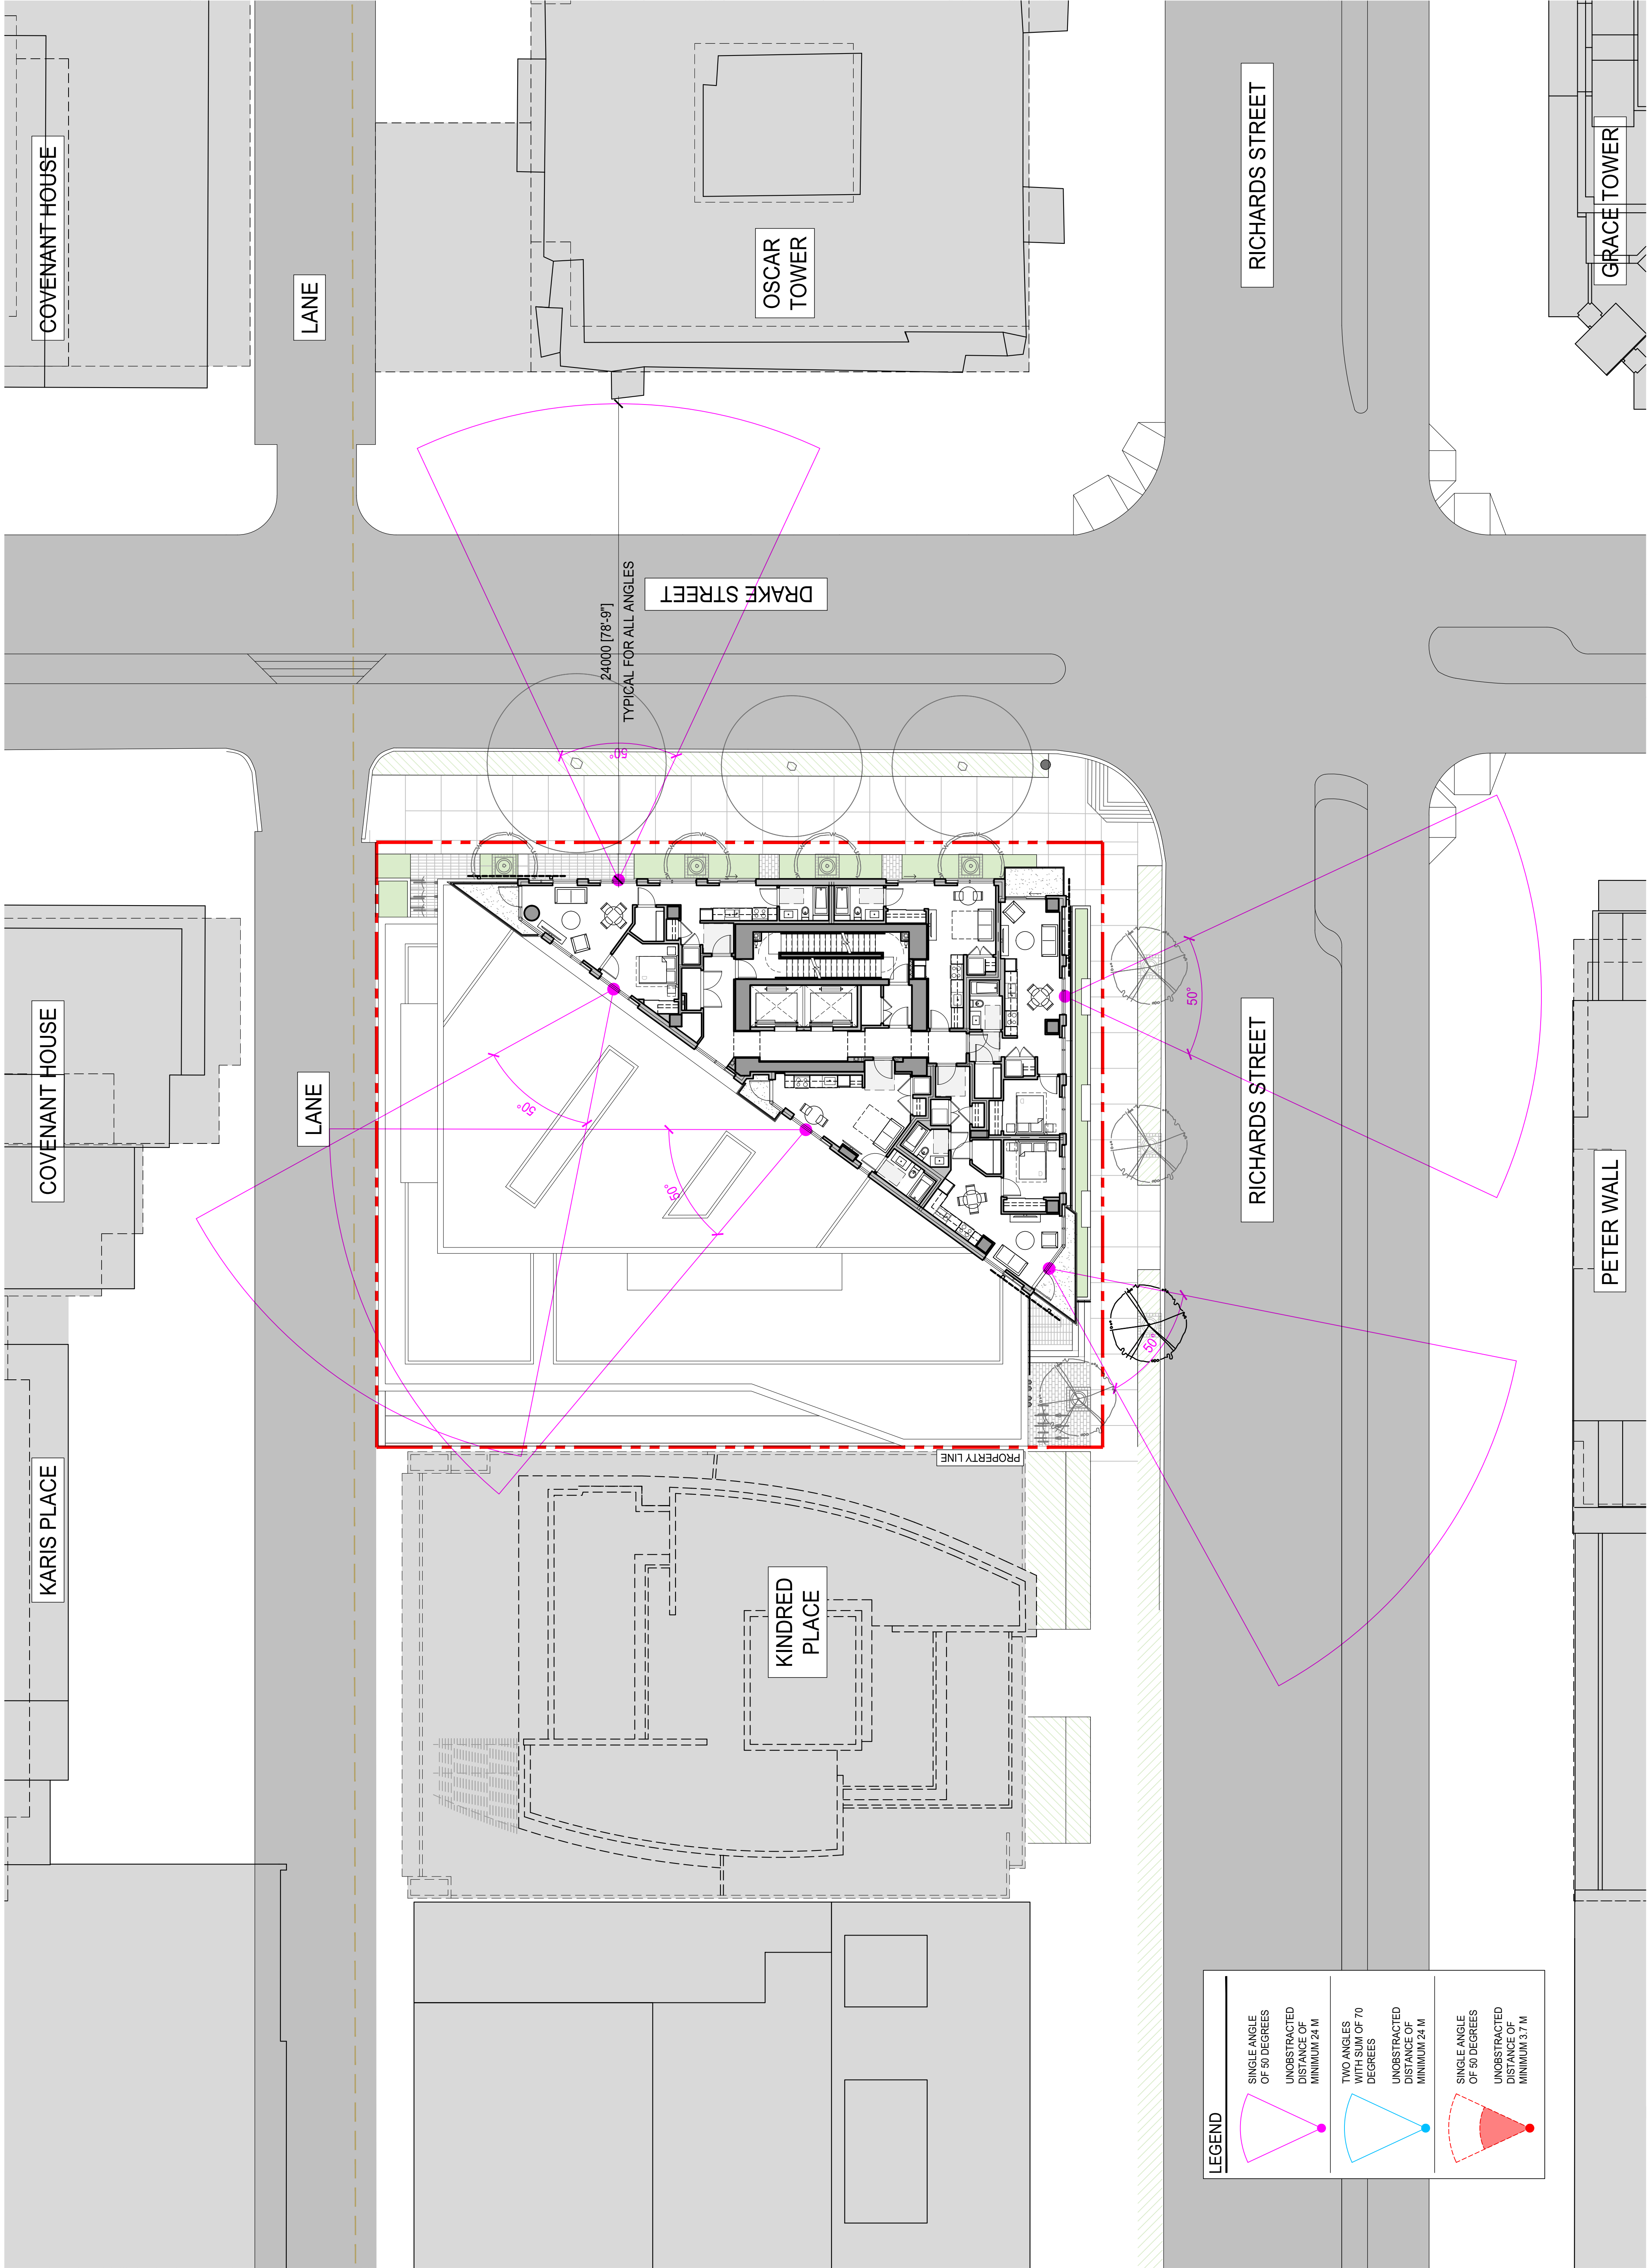 COVENANT HOUSE
LANE
OSCAR
TOWER
RICHARDS STREET
GRACE TOWER
DRAKE STREET
24000 [78'-9"]
TYPICAL FOR ALL ANGLES
50°
COVENANT HOUSE
LANE
50°
50°
50°
RICHARDS STREET
50°
PETER WALL
KARIS PLACE
PROPERTY LINE
KINDRED
PLACE
LEGEND
SINGLE ANGLE
OF 50 DEGREES
UNOBSTRACTED
DISTANCE OF
MINIMUM 24 M
TWO ANGLES
WITH SUM OF 70
DEGREES
UNOBSTRACTED
DISTANCE OF
MINIMUM 24 M
SINGLE ANGLE
OF 50 DEGREES
UNOBSTRACTED
DISTANCE OF
MINIMUM 3.7 M